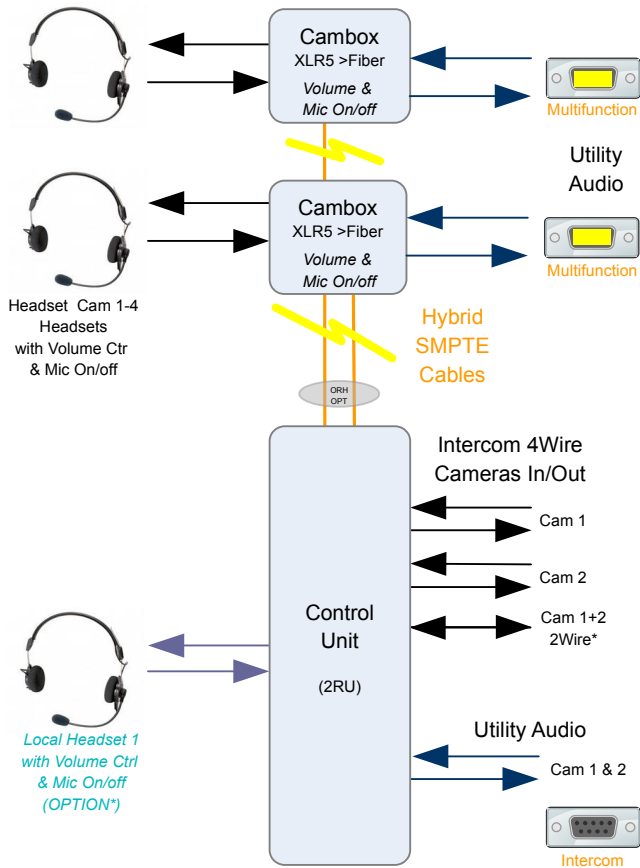 Cambox
XLR5 >Fiber
Volume &
Mic On/off
Multifunction
Utility
Audio
Cambox
XLR5 >Fiber
Volume &
Mic On/off
Multifunction
Headset Cam 1-4
Headsets
with Volume Ctr
& Mic On/off
Hybrid
SMPTE
Cables
ORH
OPT
Intercom 4Wire
Cameras In/Out
Cam 1
Cam 2
Cam 1+2
2Wire*
Control
Unit
(2RU)
Local Headset 1
with Volume Ctrl
& Mic On/off
(OPTION*)
Utility Audio
Cam 1 & 2
Intercom